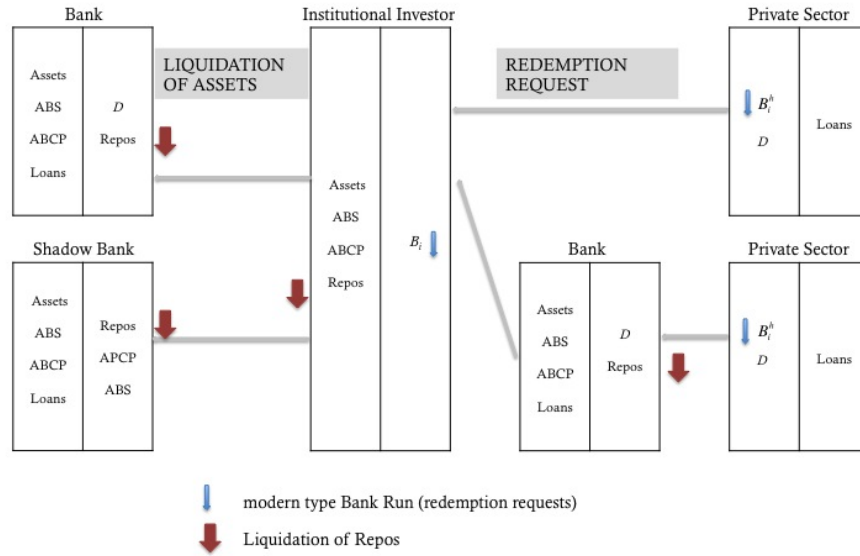 Bank
Institutional Investor
Private Sector
LIQUIDATION
OF ASSETS
REDEMPTION
REQUEST
Assets
ABS
ABCP
Loans
D
Repos
B_i^h
D
Loans
Assets
ABS
ABCP
Repos
B_i
Shadow Bank
Assets
ABS
ABCP
Loans
Repos
APCP
ABS
Bank
Assets
ABS
ABCP
Loans
D
Repos
Private Sector
B_i^h
D
Loans
modern type Bank Run (redemption requests)
Liquidation of Repos